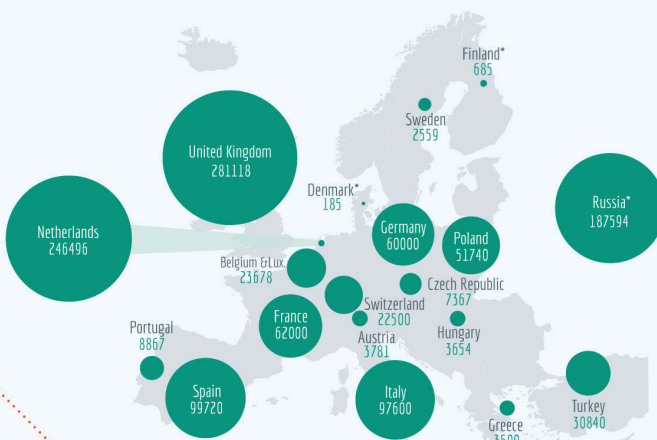 Finland*
685
Sweden
2559
United Kingdom
281118
Denmark*
185
Russia*
187594
Netherlands
246496
Germany
60000
Poland
51740
Belgium &Lux.
23678
Czech Republic
7367
Switzerland
22500
France
62000
Portugal
8867
Austria
3781
Hungary
3654
Spain
99720
Italy
97600
Turkey
30840
Greece
3500